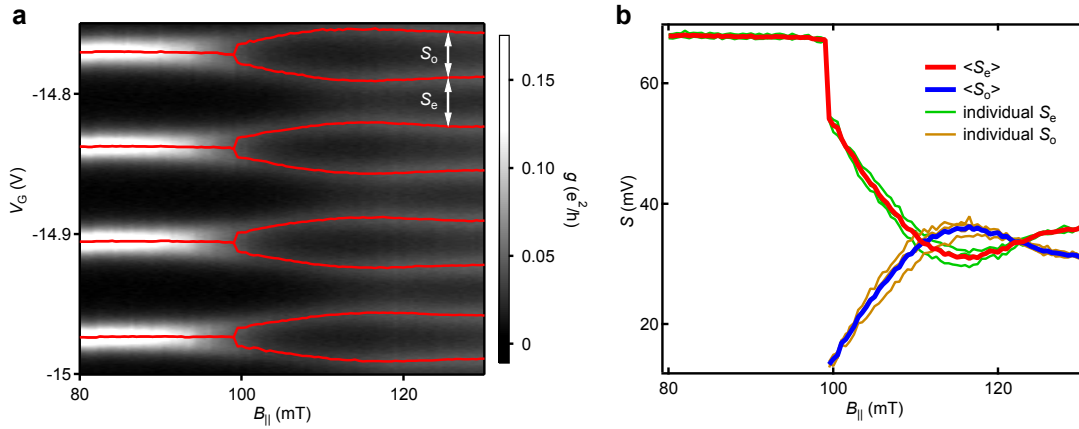 a
V_G (V)
-14.8
-14.9
-15
80
100
120
B_|| (mT)
S_o
S_e
0.15
0.10
0.05
0
g (e^2/h)
b
S (mV)
60
40
20
80
100
120
B_|| (mT)
<S_e>
<S_o>
individual S_e
individual S_o